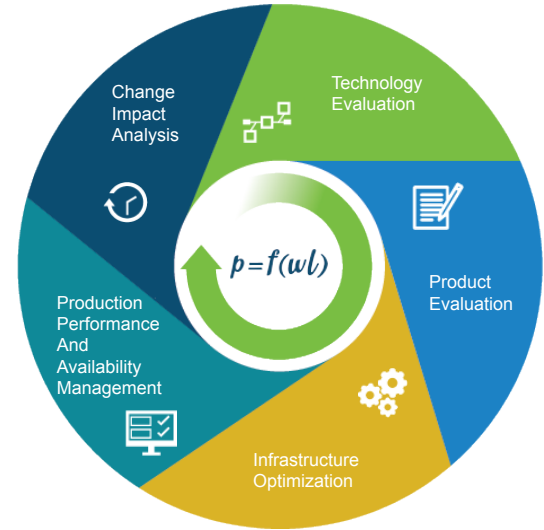 Change
Impact
Analysis
Technology
Evaluation
Product
Evaluation
Infrastructure
Optimization
Production
Performance
And
Availability
Management
p=f(wl)